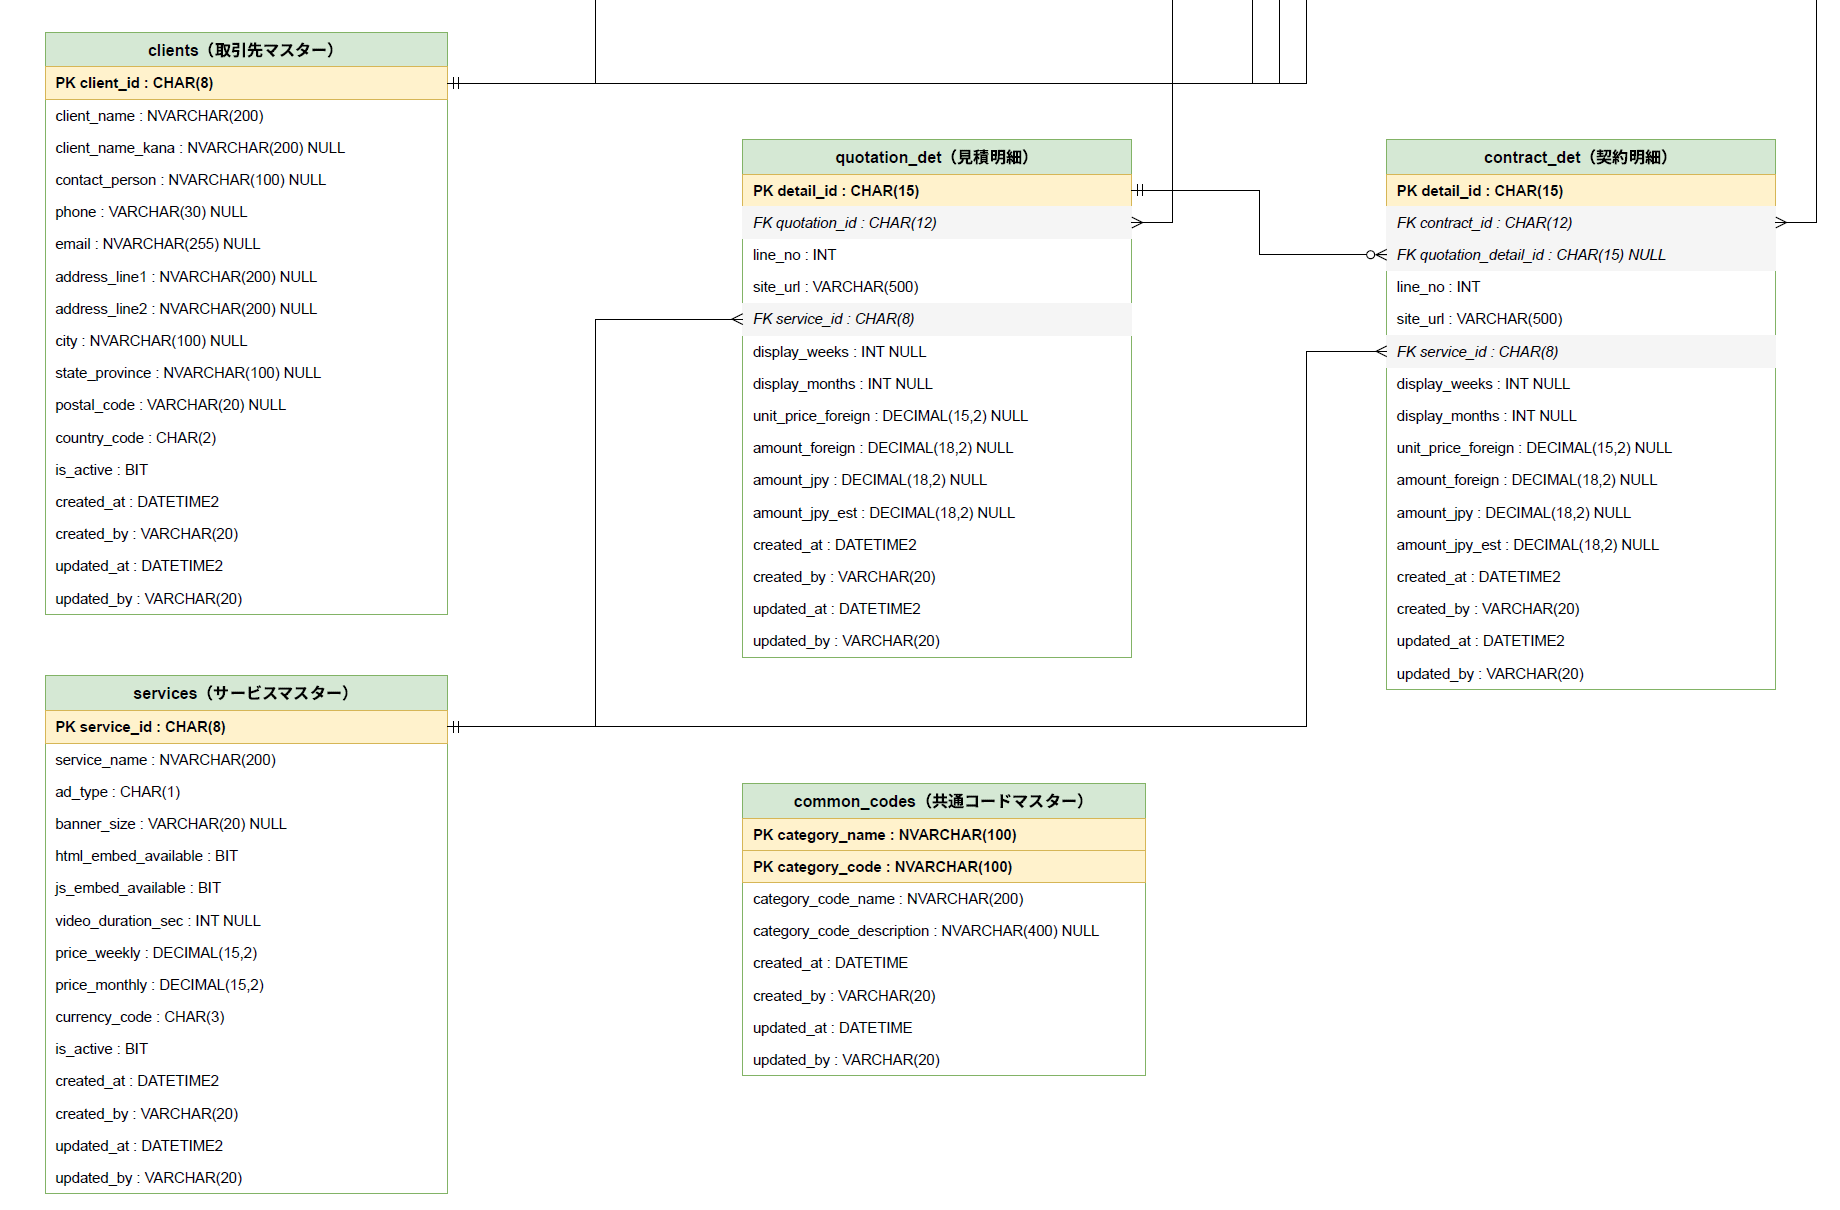 clients（取引先マスター）
PK client_id : CHAR(8)
client_name : NVARCHAR(200)
client_name_kana : NVARCHAR(200) NULL
contact_person : NVARCHAR(100) NULL
phone : VARCHAR(30) NULL
email : NVARCHAR(255) NULL
address_line1 : NVARCHAR(200) NULL
address_line2 : NVARCHAR(200) NULL
city : NVARCHAR(100) NULL
state_province : NVARCHAR(100) NULL
postal_code : VARCHAR(20) NULL
country_code : CHAR(2)
is_active : BIT
created_at : DATETIME2
created_by : VARCHAR(20)
updated_at : DATETIME2
updated_by : VARCHAR(20)
quotation_det（見積明細）
PK detail_id : CHAR(15)
FK quotation_id : CHAR(12)
line_no : INT
site_url : VARCHAR(500)
FK service_id : CHAR(8)
display_weeks : INT NULL
display_months : INT NULL
unit_price_foreign : DECIMAL(15,2) NULL
amount_foreign : DECIMAL(18,2) NULL
amount_jpy : DECIMAL(18,2) NULL
amount_jpy_est : DECIMAL(18,2) NULL
created_at : DATETIME2
created_by : VARCHAR(20)
updated_at : DATETIME2
updated_by : VARCHAR(20)
contract_det（契約明細）
PK detail_id : CHAR(15)
FK contract_id : CHAR(12)
FK quotation_detail_id : CHAR(15) NULL
line_no : INT
site_url : VARCHAR(500)
FK service_id : CHAR(8)
display_weeks : INT NULL
display_months : INT NULL
unit_price_foreign : DECIMAL(15,2) NULL
amount_foreign : DECIMAL(18,2) NULL
amount_jpy : DECIMAL(18,2) NULL
amount_jpy_est : DECIMAL(18,2) NULL
created_at : DATETIME2
created_by : VARCHAR(20)
updated_at : DATETIME2
updated_by : VARCHAR(20)
services（サービスマスター）
PK service_id : CHAR(8)
service_name : NVARCHAR(200)
ad_type : CHAR(1)
banner_size : VARCHAR(20) NULL
html_embed_available : BIT
js_embed_available : BIT
video_duration_sec : INT NULL
price_weekly : DECIMAL(15,2)
price_monthly : DECIMAL(15,2)
currency_code : CHAR(3)
is_active : BIT
created_at : DATETIME2
created_by : VARCHAR(20)
updated_at : DATETIME2
updated_by : VARCHAR(20)
common_codes（共通コードマスター）
PK category_name : NVARCHAR(100)
PK category_code : NVARCHAR(100)
category_code_name : NVARCHAR(200)
category_code_description : NVARCHAR(400) NULL
created_at : DATETIME
created_by : VARCHAR(20)
updated_at : DATETIME
updated_by : VARCHAR(20)